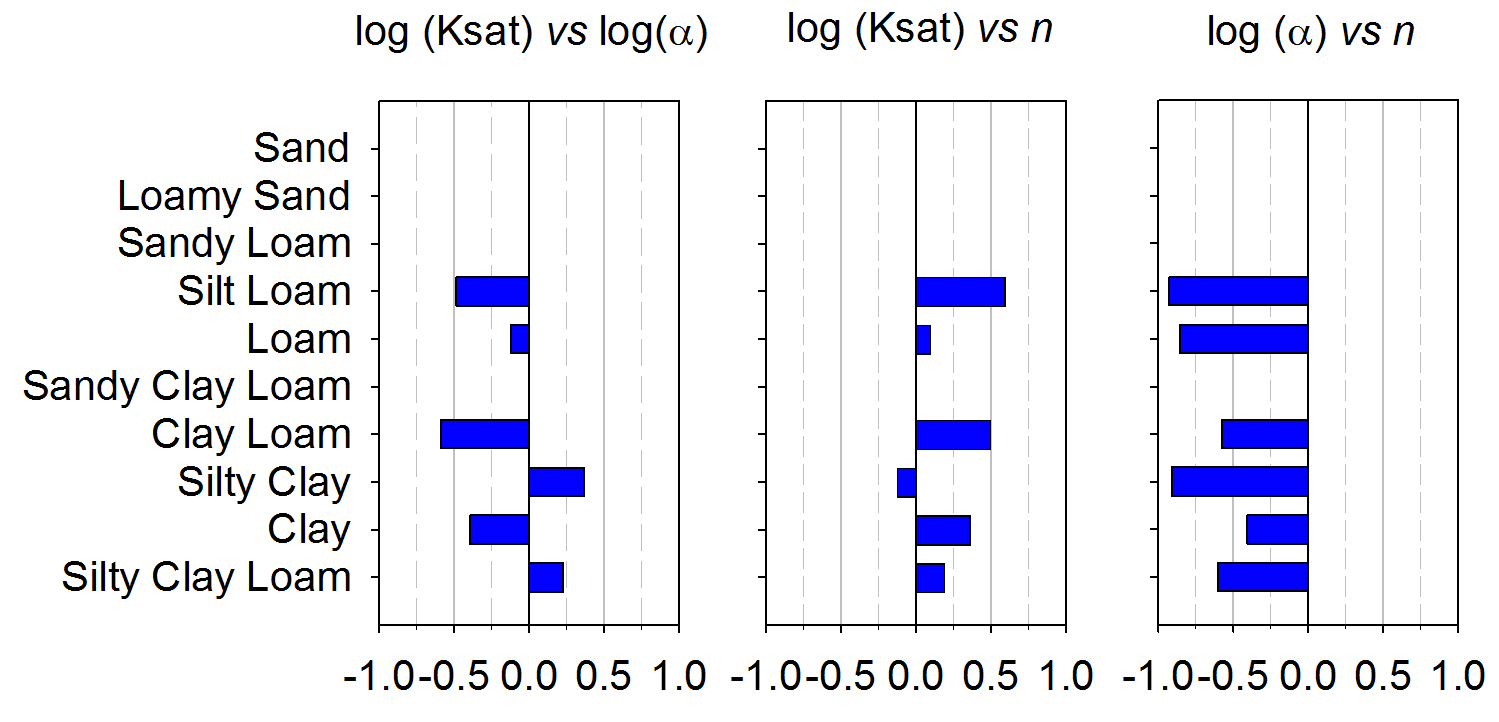 log (Ksat) vs log(α)
log (Ksat) vs n
log (α) vs n
Sand
Loamy Sand
Sandy Loam
Silt Loam
Loam
Sandy Clay Loam
Clay Loam
Silty Clay
Clay
Silty Clay Loam
-1.0 -0.5 0.0 0.5 1.0
-1.0 -0.5 0.0 0.5 1.0
-1.0 -0.5 0.0 0.5 1.0